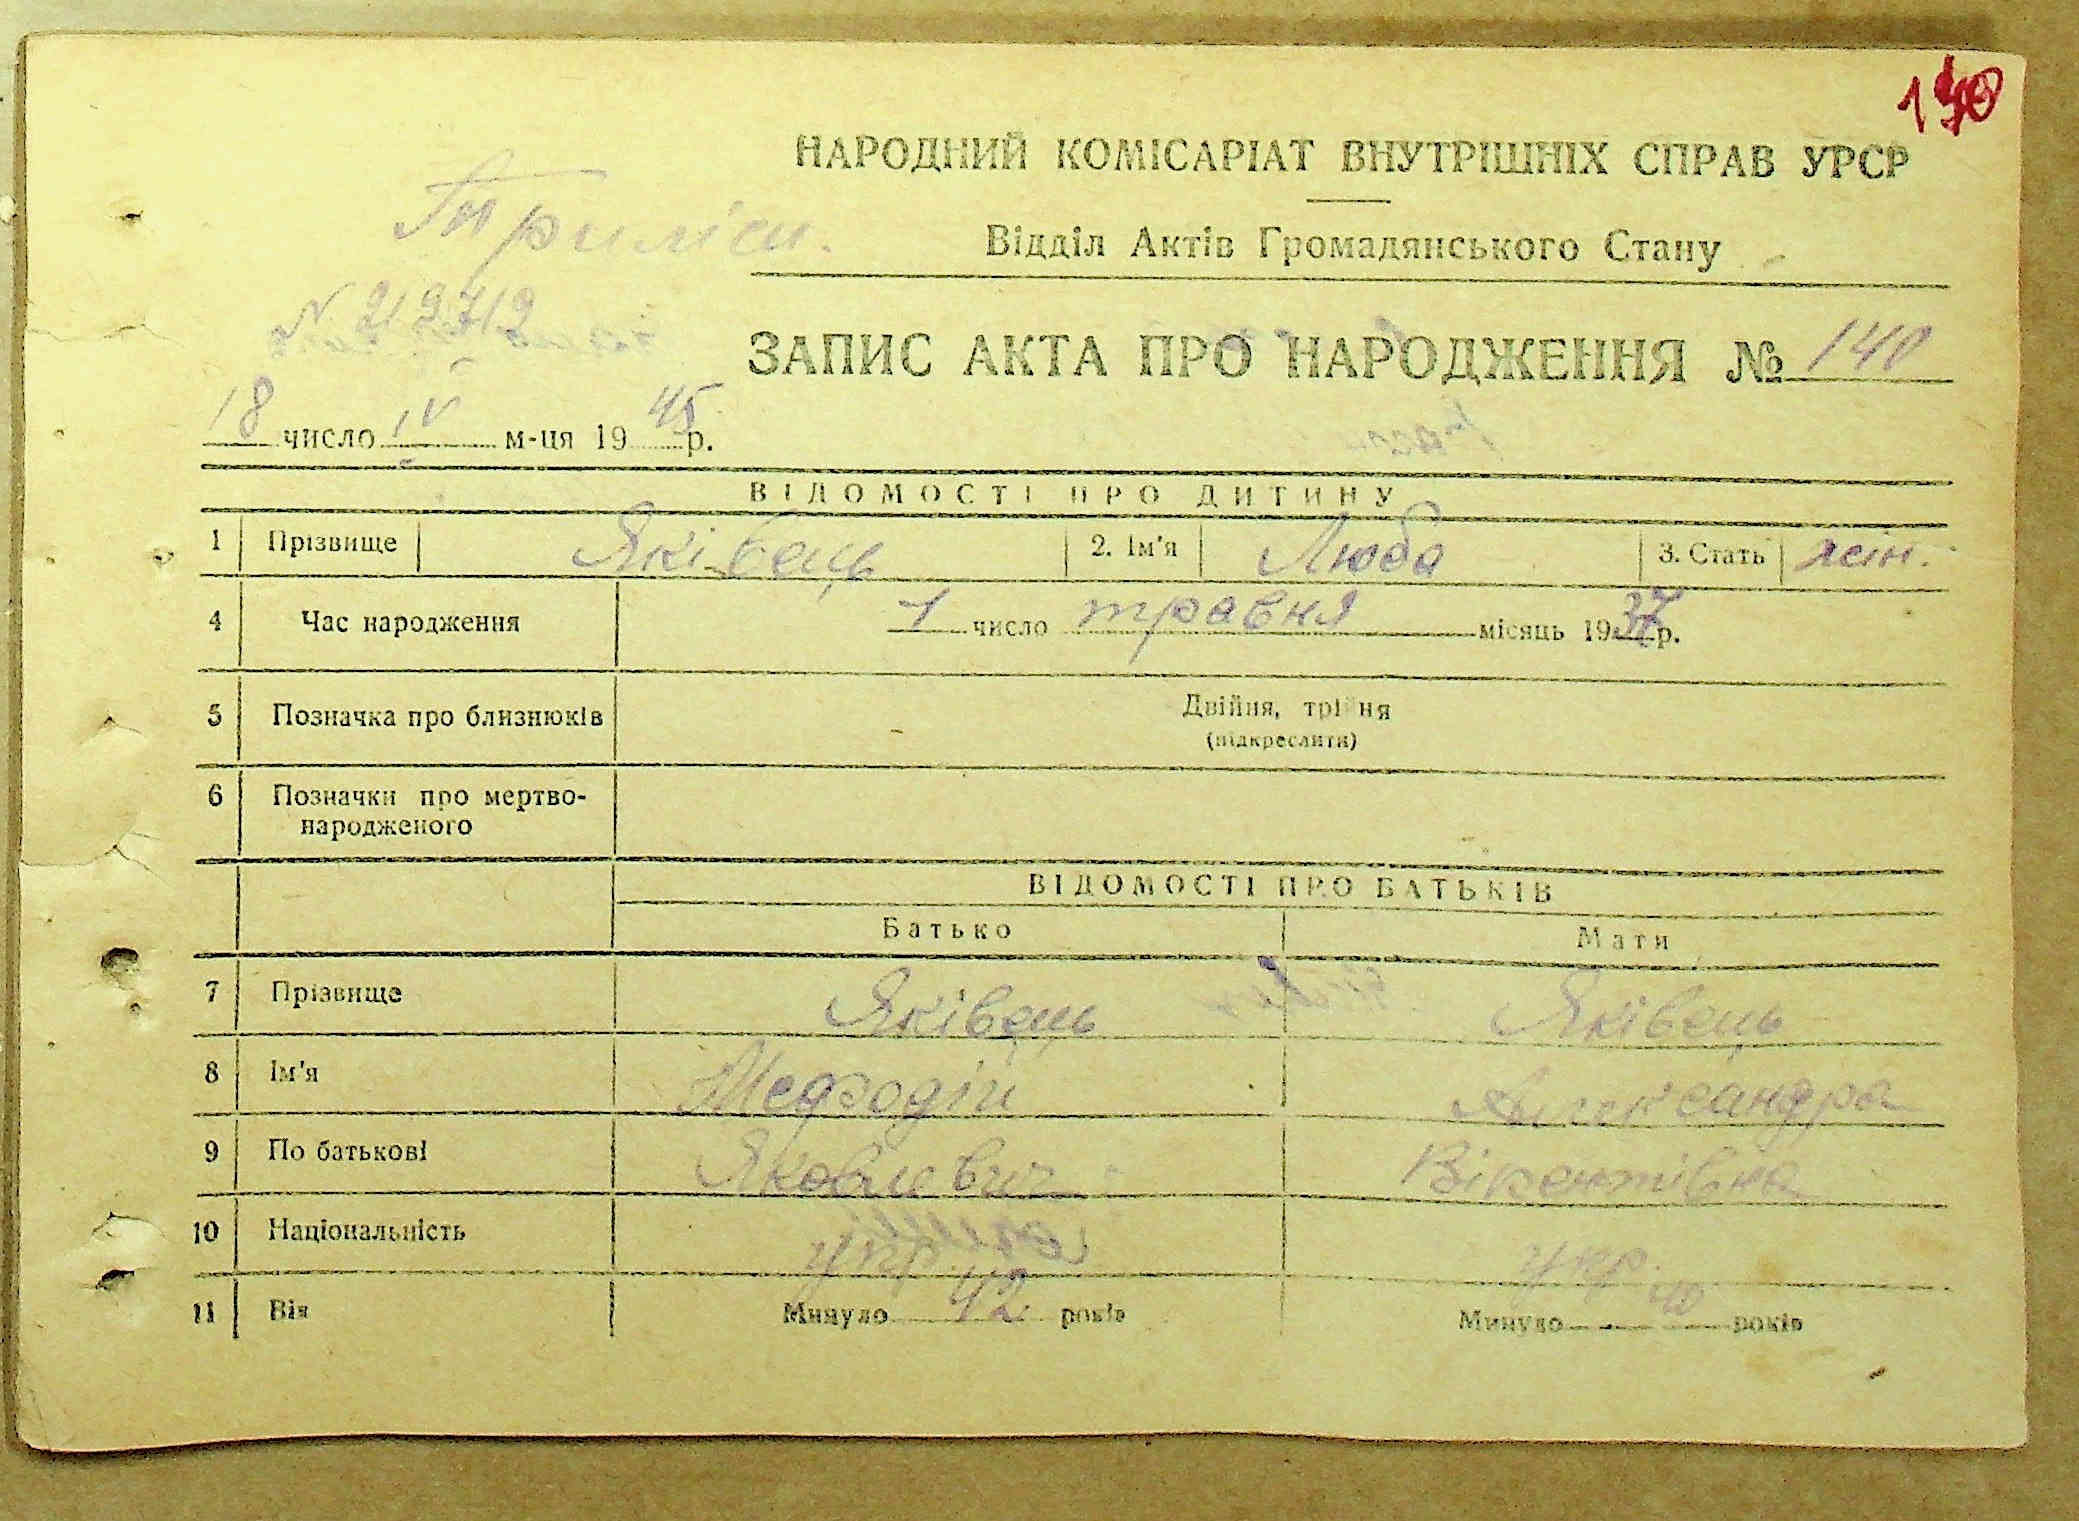 140
НАРОДНИЙ КОМІСАРІАТ ВНУТРІШНІХ СПРАВ УРСР
Відділ Актів Громадянського Стану
ЗАПИС АКТА ПРО НАРОДЖЕННЯ № 140
18 число IV м-ця 1945 р.
ВІДОМОСТІ ПРО ДИТИНУ
1 Прізвище Яківець 2. Ім'я Люба 3. Стать жін.
4 Час народження 1 число травня місяць 1937 р.
5 Позначка про близнюків Двійня, трійня
(підкреслити)
6 Позначки про мертво-
народженого
ВІДОМОСТІ ПРО БАТЬКІВ
Батько Мати
7 Прізвище Яківець Яківець
8 Ім'я Мефодій Александра
9 По батькові Яковлевич Вікентівна
10 Національність укр. укр.
11 Вік Минуло 42 років Минуло 40 років